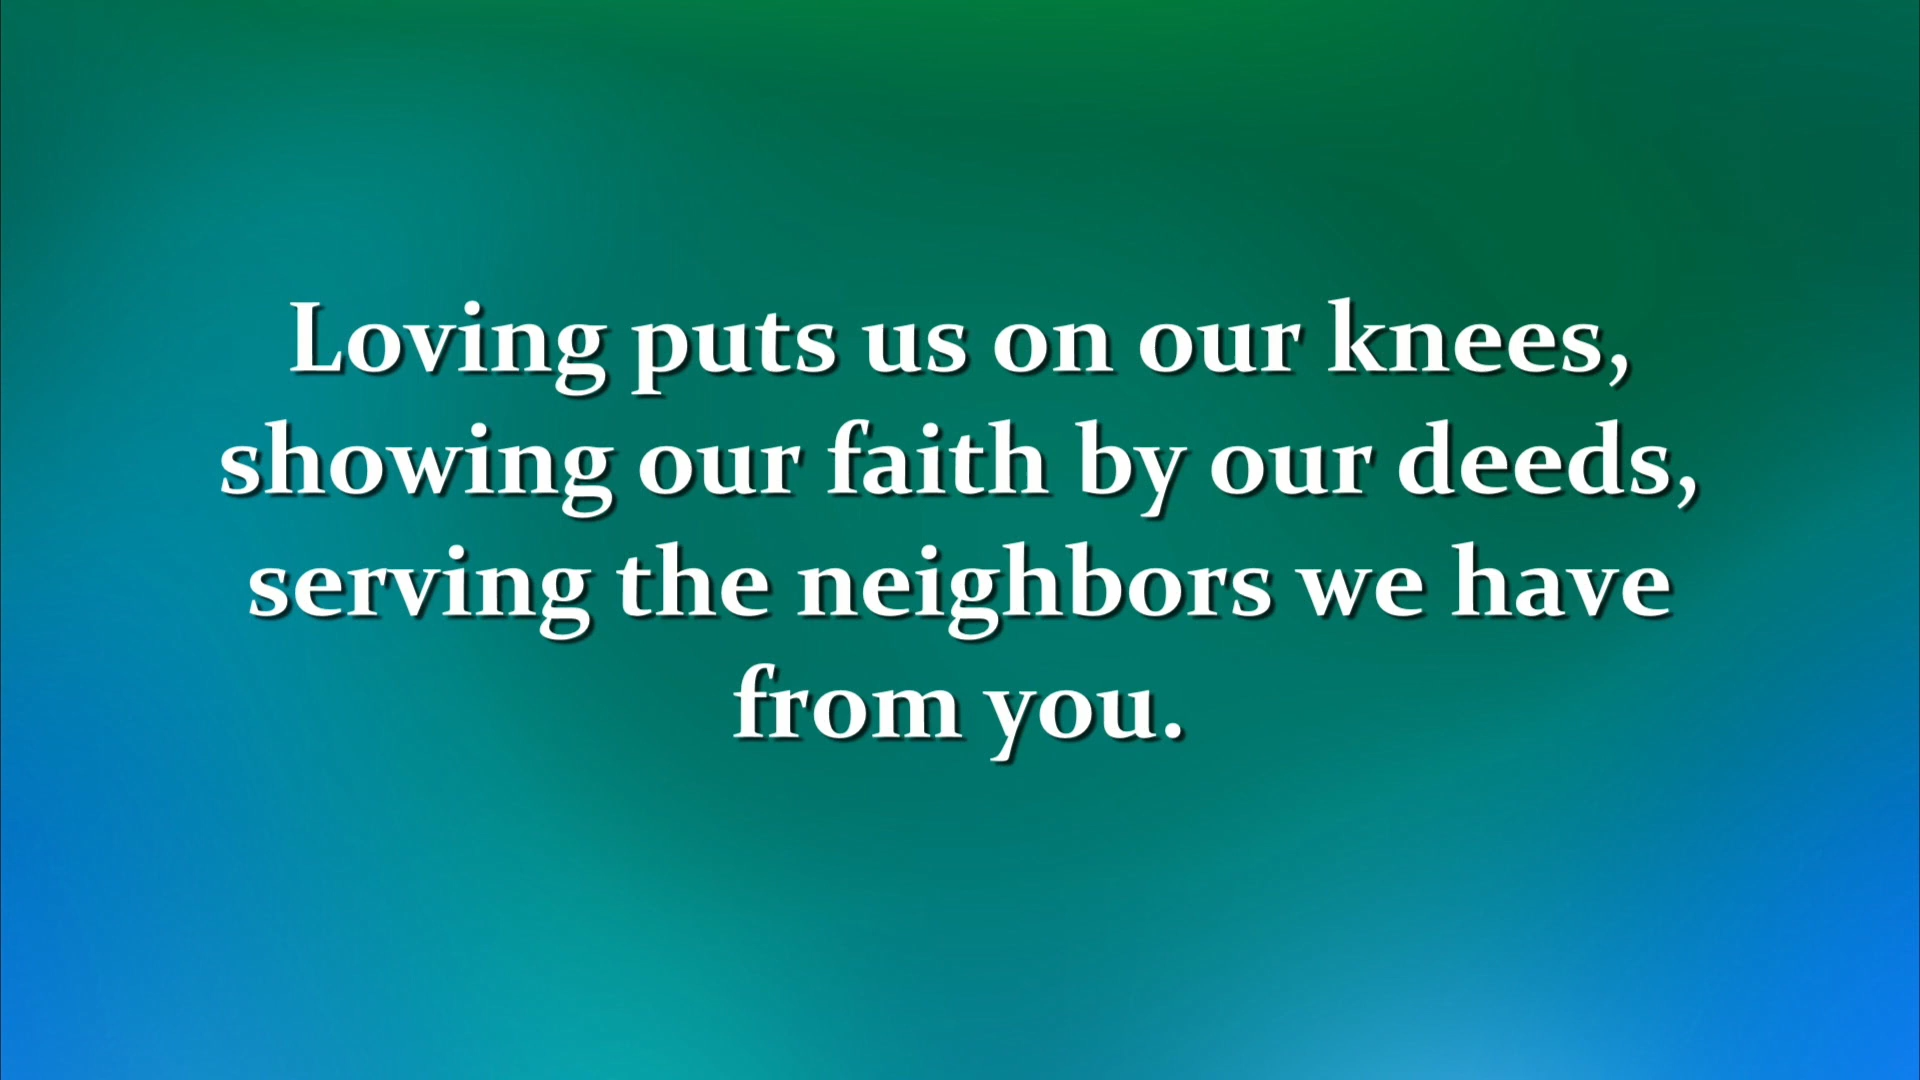 Loving puts us on our knees,
showing our faith by our deeds,
serving the neighbors we have
from you.